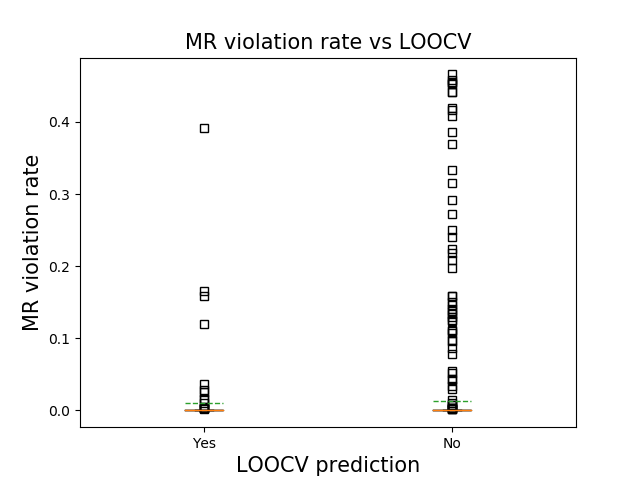 MR violation rate vs LOOCV
MR violation rate
0.4
0.3
0.2
0.1
0.0
Yes No
LOOCV prediction